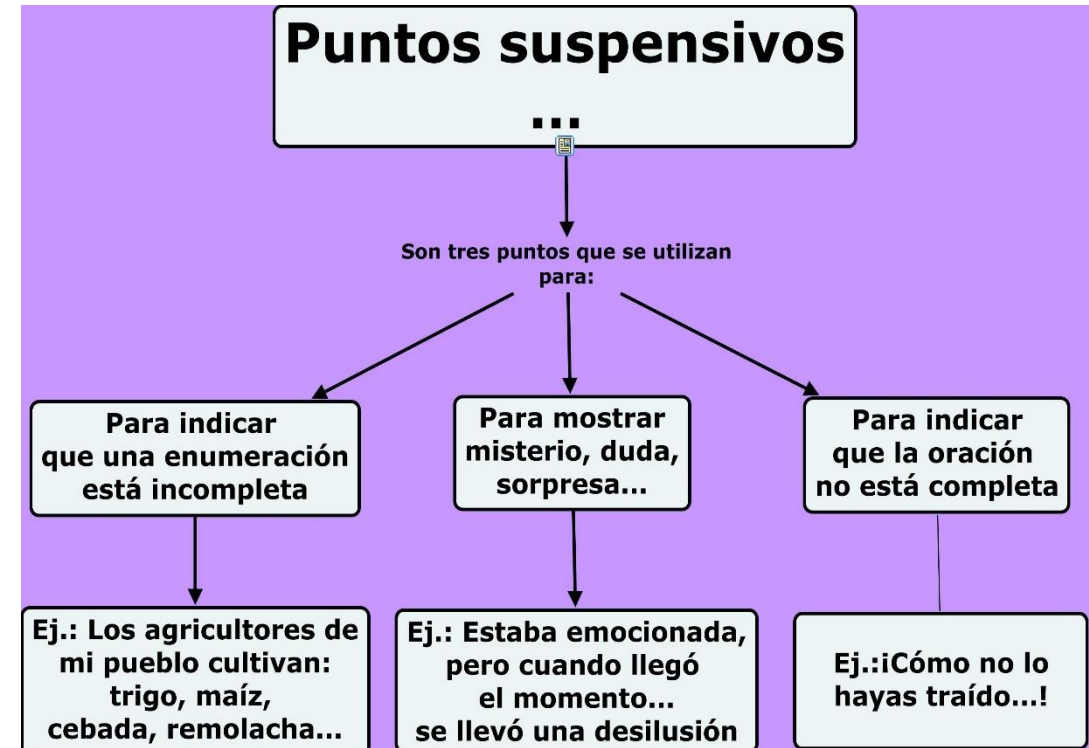 Puntos suspensivos
...
Son tres puntos que se utilizan
para:
Para indicar
que una enumeración
está incompleta
Para mostrar
misterio, duda,
sorpresa...
Para indicar
que la oración
no está completa
Ej.: Los agricultores de
mi pueblo cultivan:
trigo, maíz,
cebada, remolacha...
Ej.: Estaba emocionada,
pero cuando llegó
el momento...
se llevó una desilusión
Ej.:¡Cómo no lo
hayas traído...!